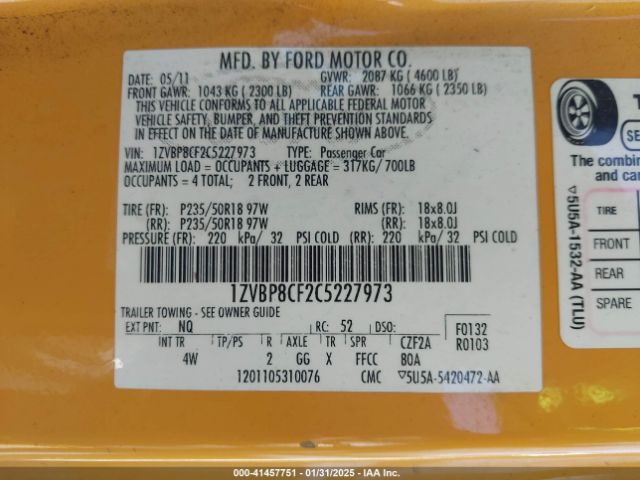 MFD. BY FORD MOTOR CO.
DATE: 05/11 GVWR: 2087 KG ( 4600 LB)
FRONT GAWR: 1043 KG ( 2300 LB) REAR GAWR: 1066 KG ( 2350 LB)
THIS VEHICLE CONFORMS TO ALL APPLICABLE FEDERAL MOTOR
VEHICLE SAFETY, BUMPER, AND THEFT PREVENTION STANDARDS
IN EFFECT ON THE DATE OF MANUFACTURE SHOWN ABOVE.
VIN: 1ZVBP8CF2C5227973 TYPE: Passenger Car
MAXIMUM LOAD = OCCUPANTS + LUGGAGE = 317KG/ 700LB
OCCUPANTS = 4 TOTAL; 2 FRONT, 2 REAR
TIRE (FR): P235/50R18 97W RIMS (FR): 18x8.0J
(RR): P235/50R18 97W (RR): 18x8.0J
PRESSURE (FR): 220 kPa/ 32 PSI COLD (RR): 220 kPa/ 32 PSI COLD
1ZVBP8CF2C5227973
TRAILER TOWING - SEE OWNER GUIDE
EXT PNT: NQ RC: 52 DSO: F0132
INT TR TP/PS R AXLE TR SPR CZF2A R0103
4W 2 GG X FFCC BOA
1201105310076 CMC ▽5U5A-5420472-AA
The combin
and car
TIRE
FRONT
REAR
SPARE
▽5U5A-1532-AA (TLU)
000-41457751 - 01/31/2025 - IAA Inc.